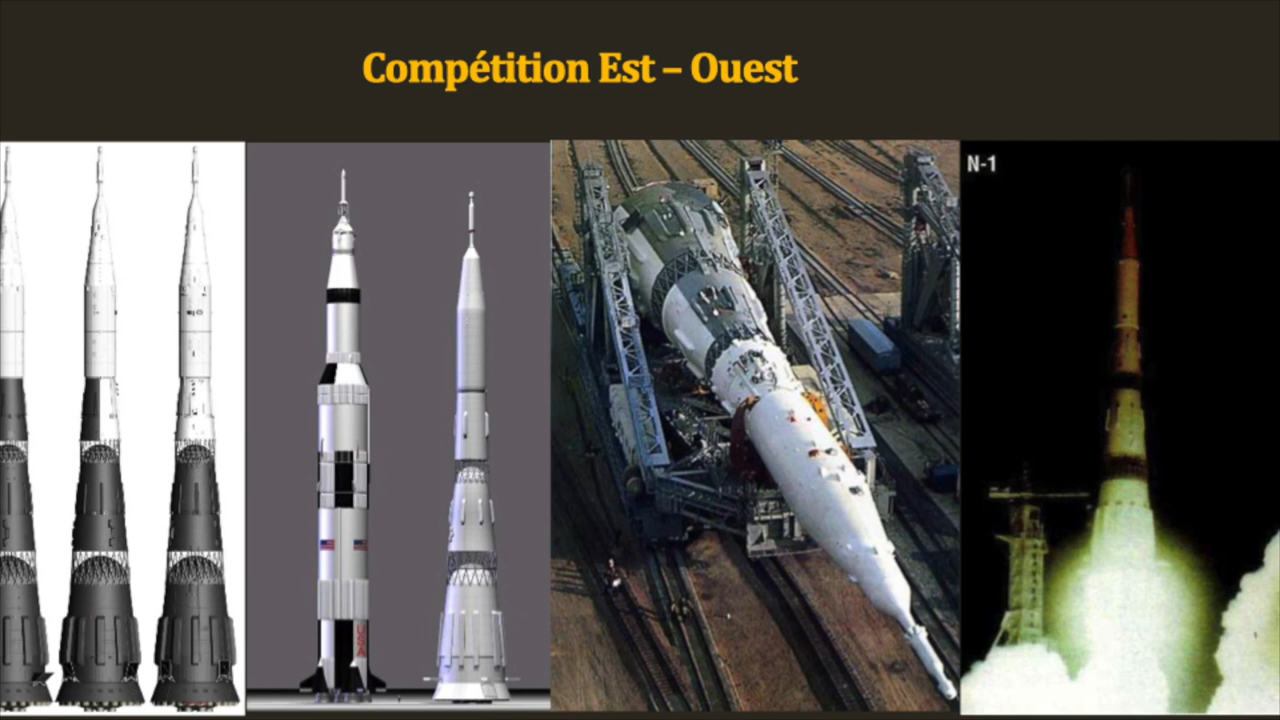 Compétition Est – Ouest
N-1